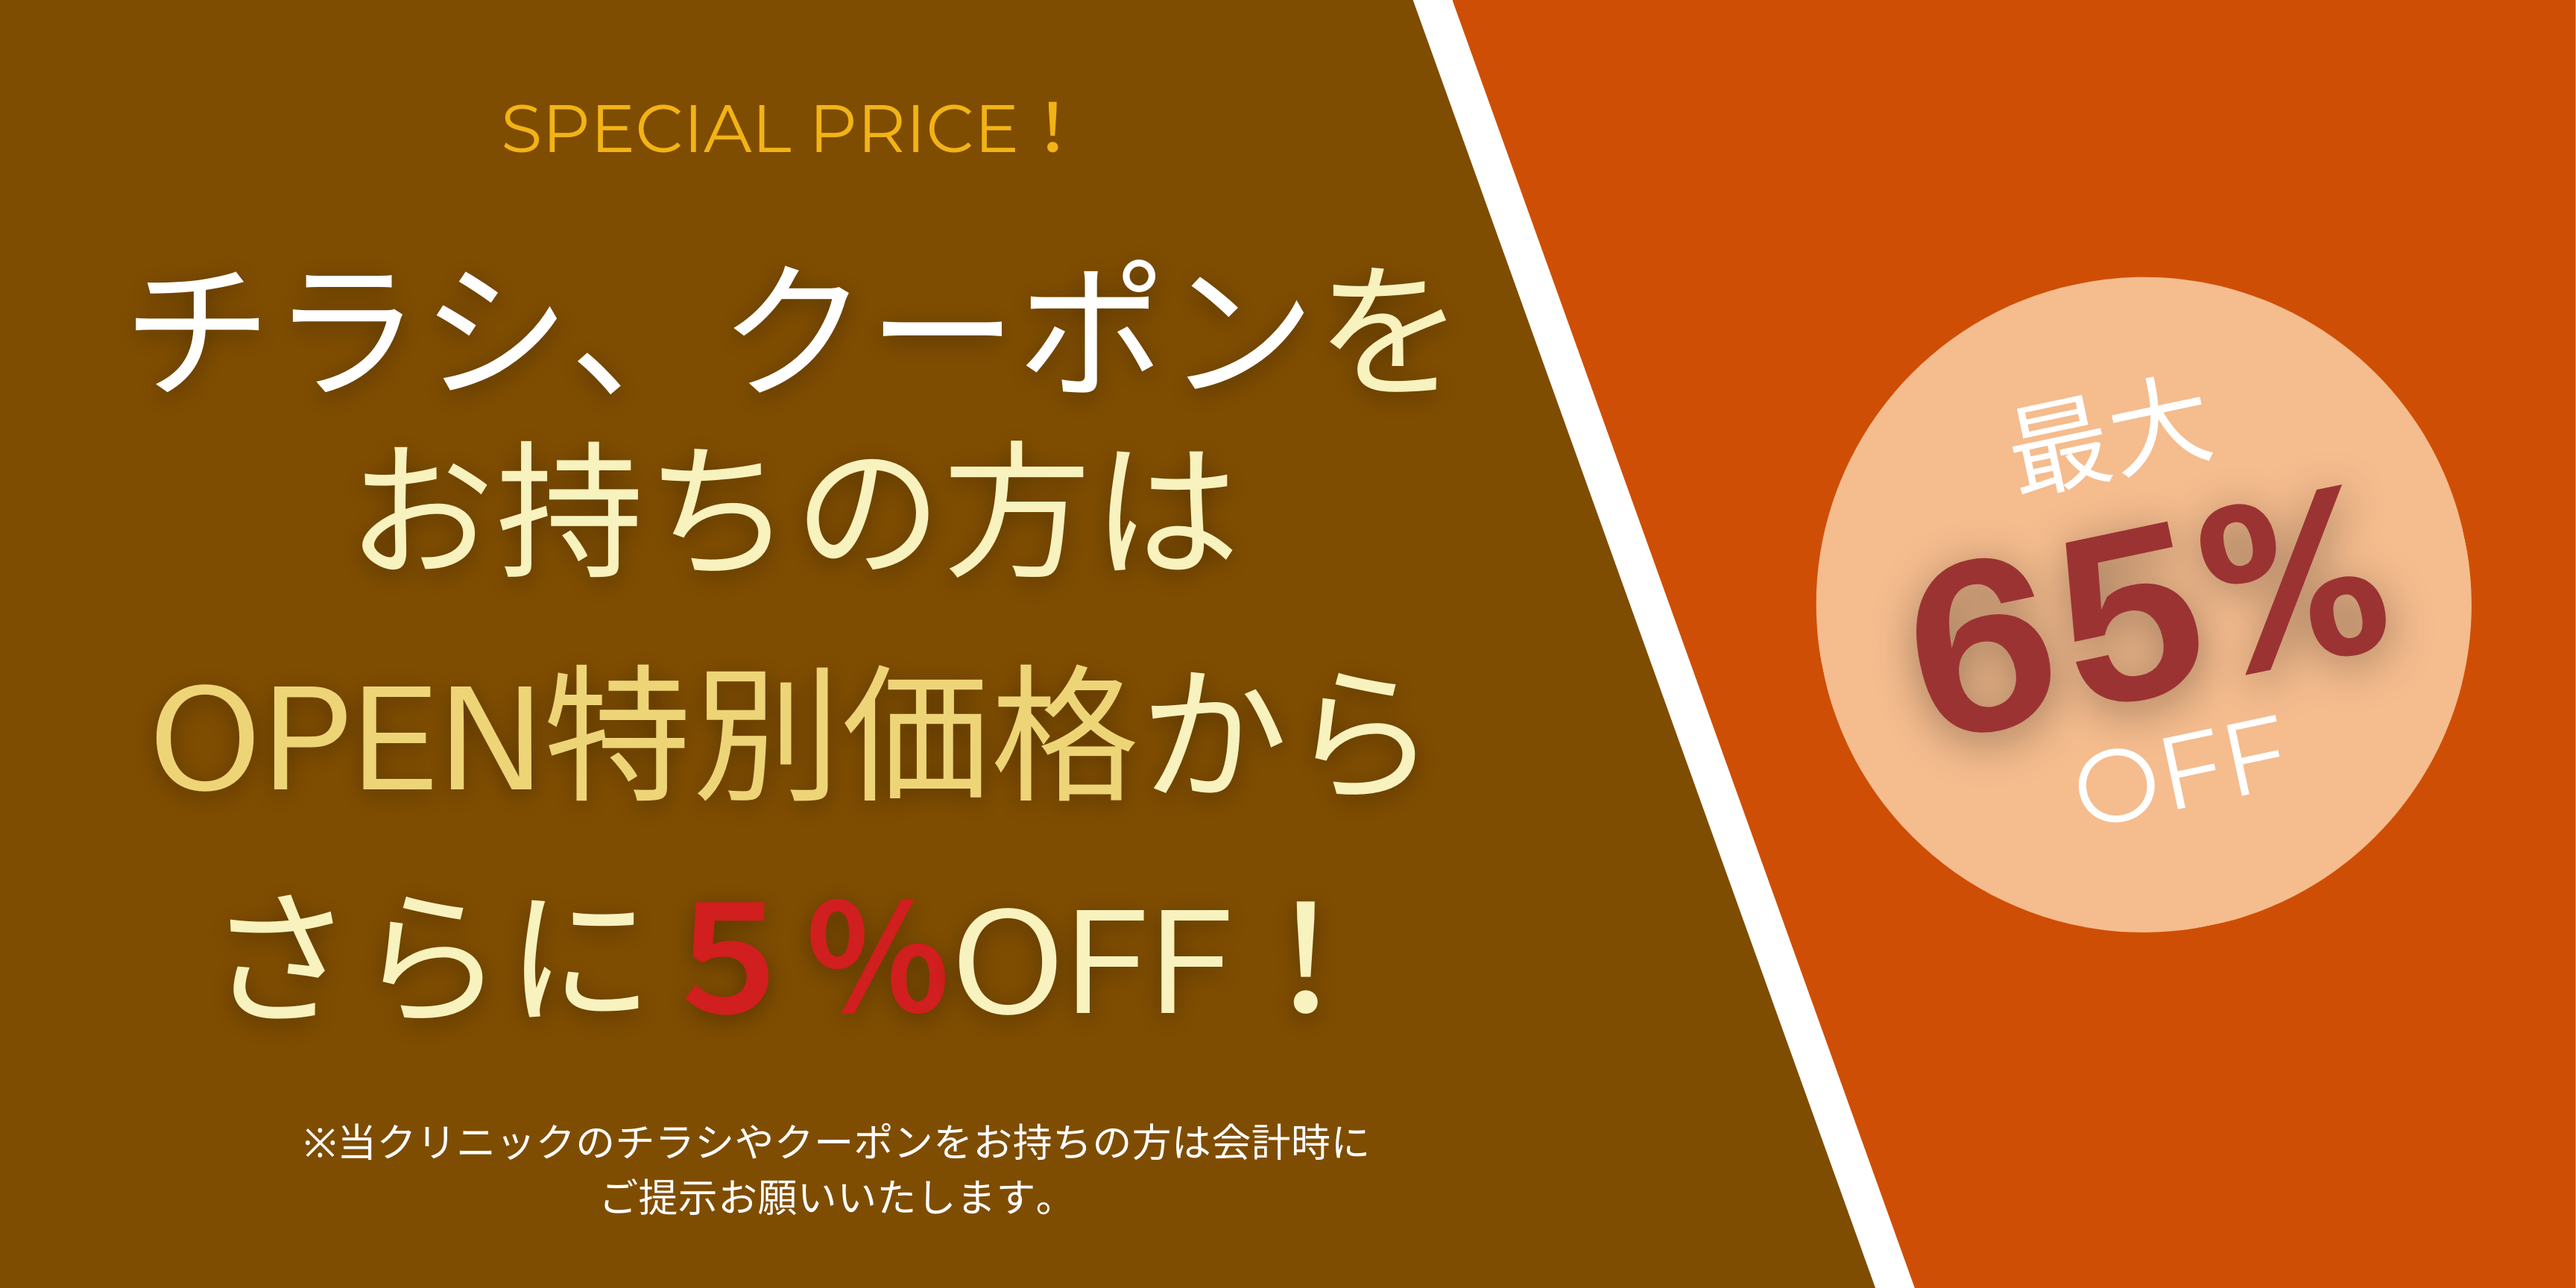 SPECIAL PRICE！
チラシ、クーポンを
お持ちの方は
OPEN特別価格から
さらに５％OFF！
※当クリニックのチラシやクーポンをお持ちの方は会計時に
ご提示お願いいたします。
最大
65%
OFF